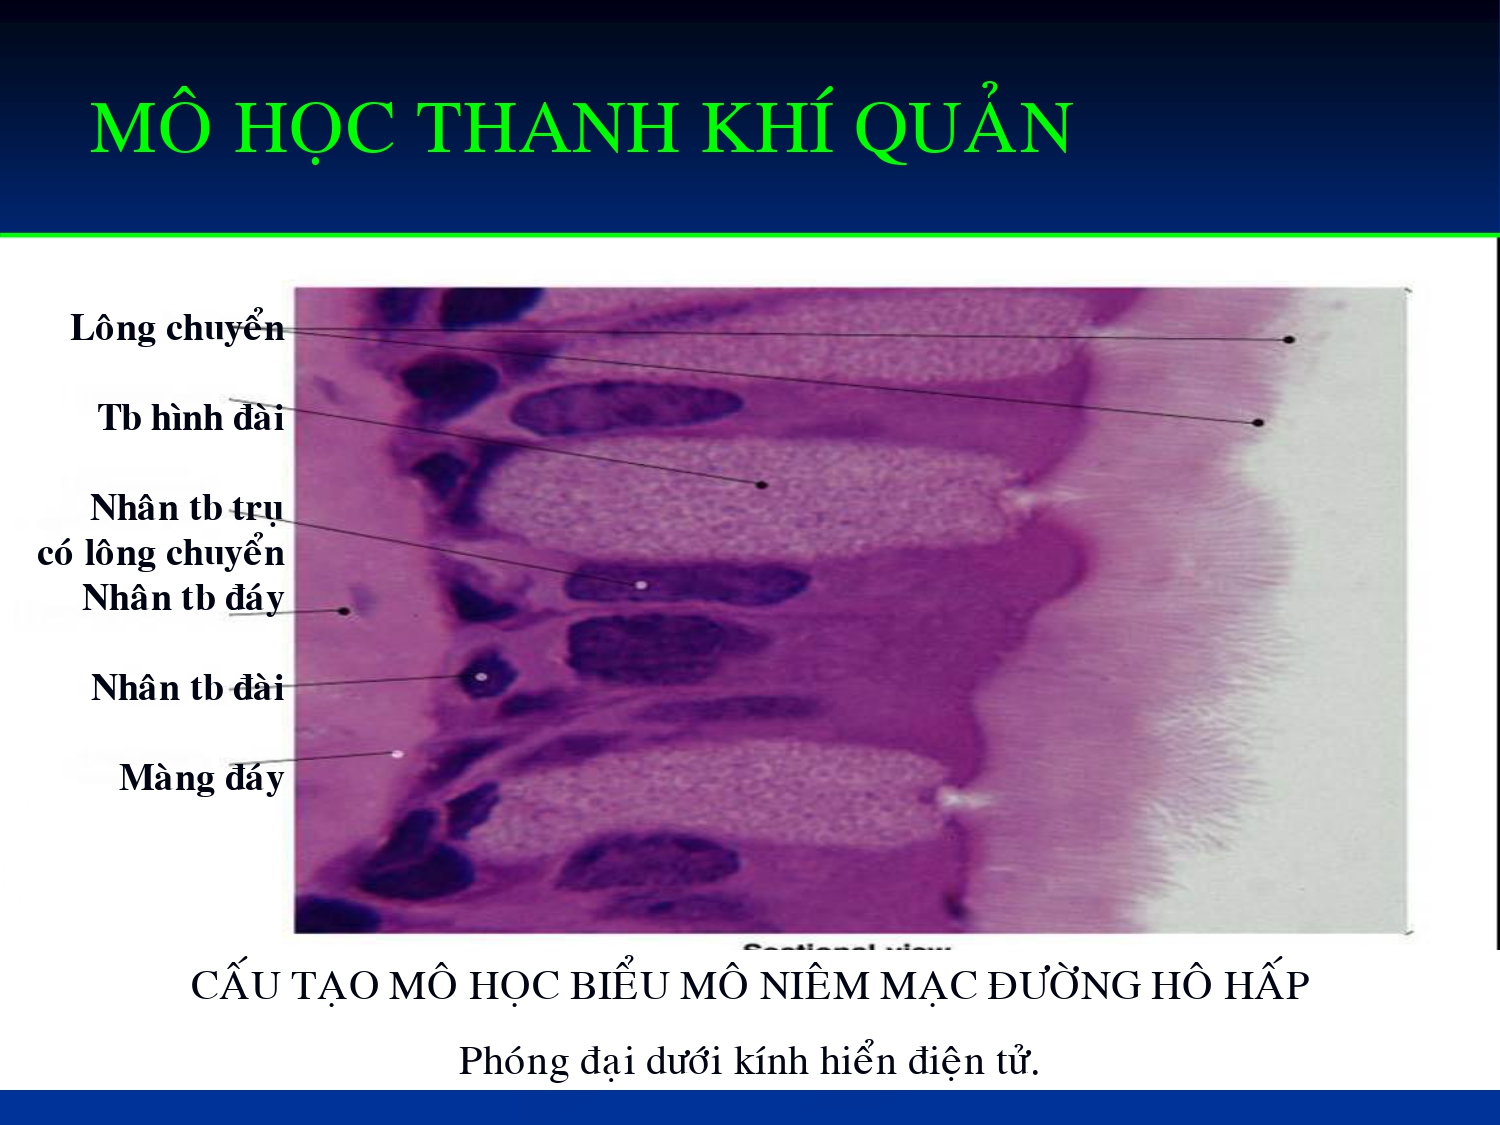 MÔ HỌC THANH KHÍ QUẢN
Lông chuyển
Tb hình đài
Nhân tb trụ
có lông chuyển
Nhân tb đáy
Nhân tb đài
Màng đáy
Sectional view
CẤU TẠO MÔ HỌC BIỂU MÔ NIÊM MẠC ĐƯỜNG HÔ HẤP
Phóng đại dưới kính hiển điện tử.